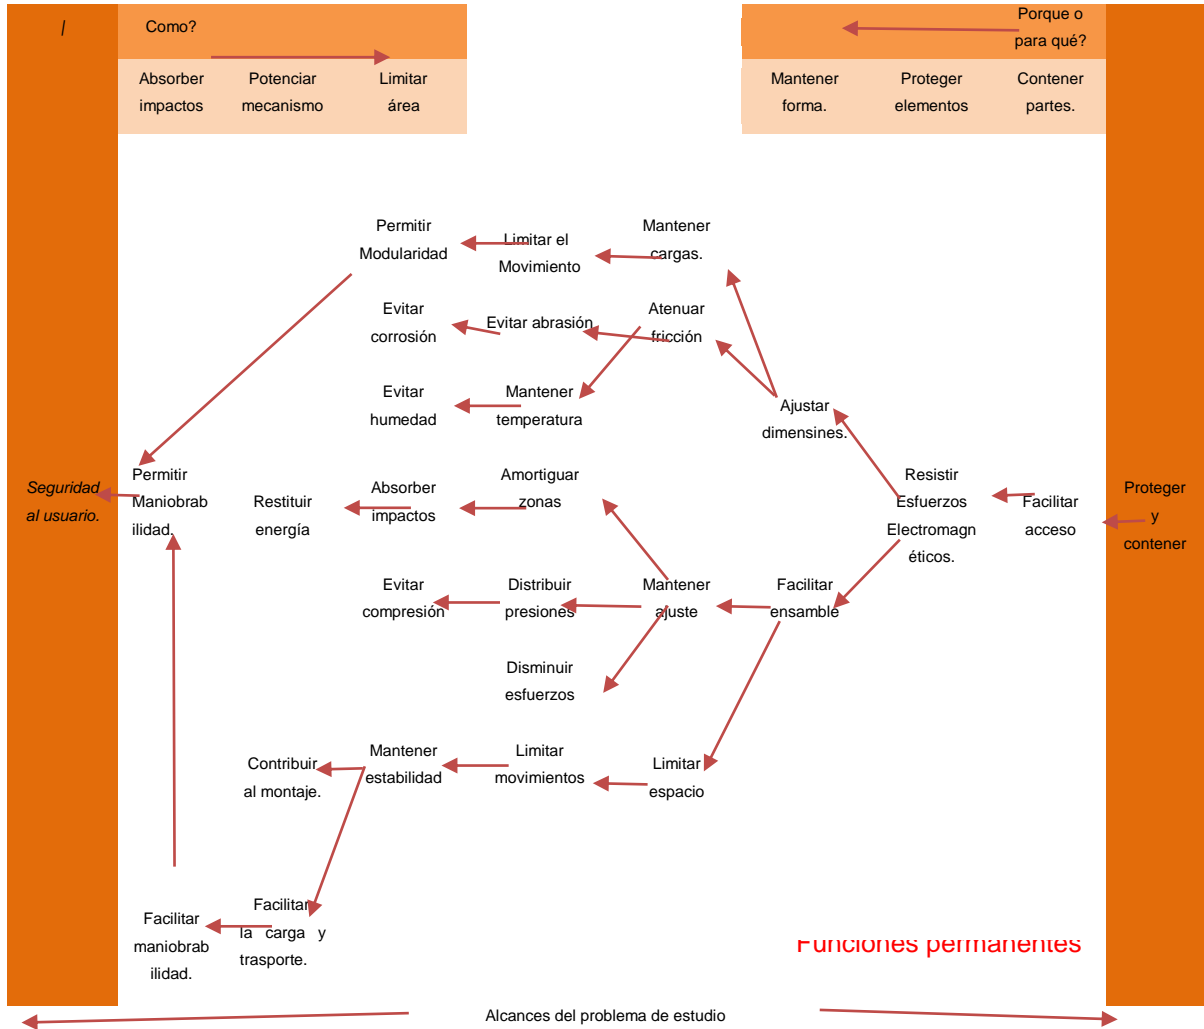 /
Como?
Porque o
para qué?
Absorber
impactos
Potenciar
mecanismo
Limitar
área
Mantener
forma.
Proteger
elementos
Contener
partes.
Permitir
Modularidad
Limitar el
Movimiento
Mantener
cargas.
Evitar
corrosión
Evitar abrasión
Atenuar
fricción
Evitar
humedad
Mantener
temperatura
Ajustar
dimensines.
Seguridad
al usuario.
Permitir
Maniobrab
ilidad.
Restituir
energía
Absorber
impactos
Amortiguar
zonas
Resistir
Esfuerzos
Electromagn
éticos.
Facilitar
acceso
Proteger
y
contener
Evitar
compresión
Distribuir
presiones
Mantener
ajuste
Facilitar
ensamble
Disminuir
esfuerzos
Contribuir
al montaje.
Mantener
estabilidad
Limitar
movimientos
Limitar
espacio
Facilitar
maniobrab
ilidad.
Facilitar
la carga y
trasporte.
Funciones permanentes
Alcances del problema de estudio